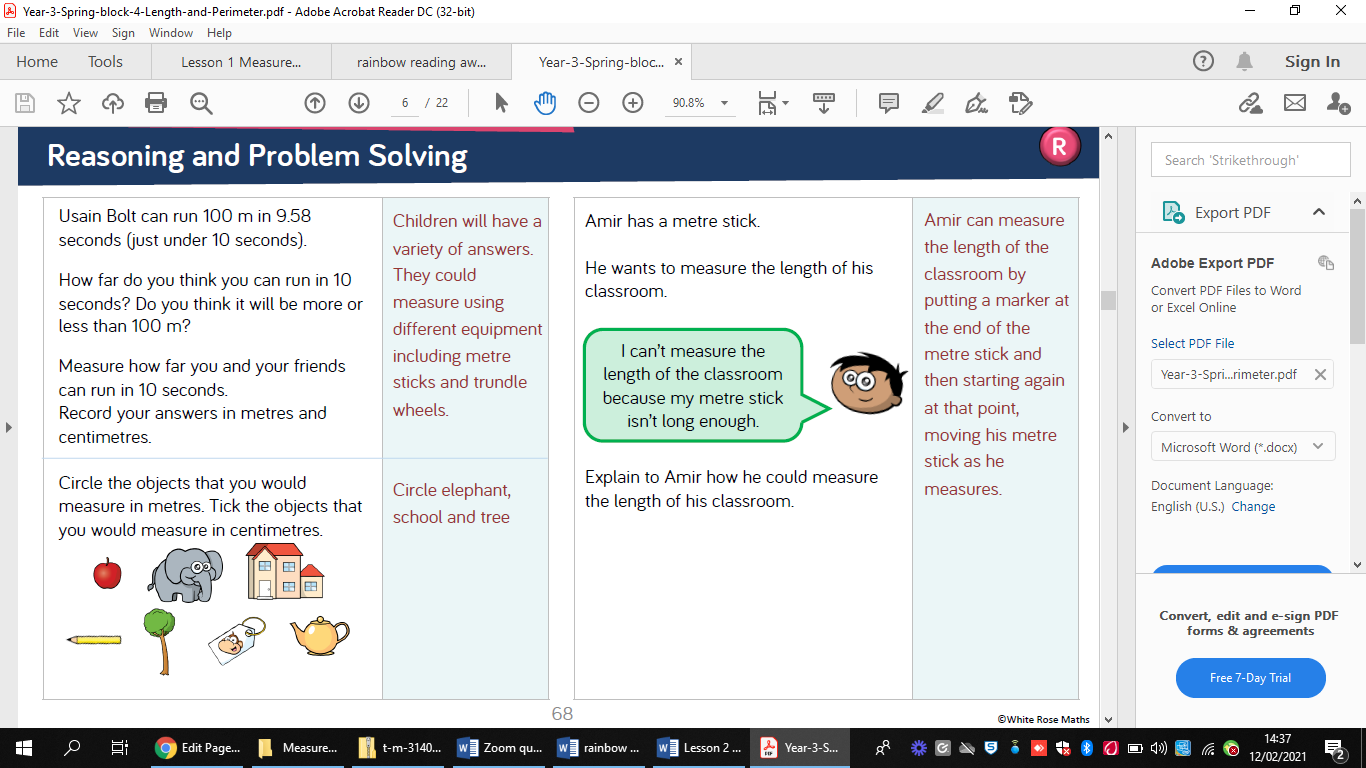 Year-3-Spring-block-4-Length-and-Perimeter.pdf - Adobe Acrobat Reader DC (32-bit)
File Edit View Sign Window Help
Home Tools Lesson 1 Measure... rainbow reading aw... Year-3-Spring-bloc... Sign In
6 / 22 90.8%
Reasoning and Problem Solving
R
Usain Bolt can run 100 m in 9.58
seconds (just under 10 seconds).
How far do you think you can run in 10
seconds? Do you think it will be more or
less than 100 m?
Measure how far you and your friends
can run in 10 seconds.
Record your answers in metres and
centimetres.
Children will have a
variety of answers.
They could
measure using
different equipment
including metre
sticks and trundle
wheels.
Circle the objects that you would
measure in metres. Tick the objects that
you would measure in centimetres.
Circle elephant,
school and tree
Amir has a metre stick.
He wants to measure the length of his
classroom.
I can't measure the
length of the classroom
because my metre stick
isn't long enough.
Explain to Amir how he could measure
the length of his classroom.
Amir can measure
the length of the
classroom by
putting a marker at
the end of the
metre stick and
then starting again
at that point,
moving his metre
stick as he
measures.
68
©White Rose Maths
Search 'Strikethrough'
Export PDF
Adobe Export PDF
Convert PDF Files to Word
or Excel Online
Select PDF File
Year-3-Spri...rimeter.pdf
Convert to
Microsoft Word (*.docx)
Document Language:
English (U.S.) Change
Convert, edit and e-sign PDF
forms & agreements
Free 7-Day Trial
Edit Page... Measure... t-m-3140... Zoom qu... rainbow ... Lesson 2 ... Year-3-S...
14:37
12/02/2021
2